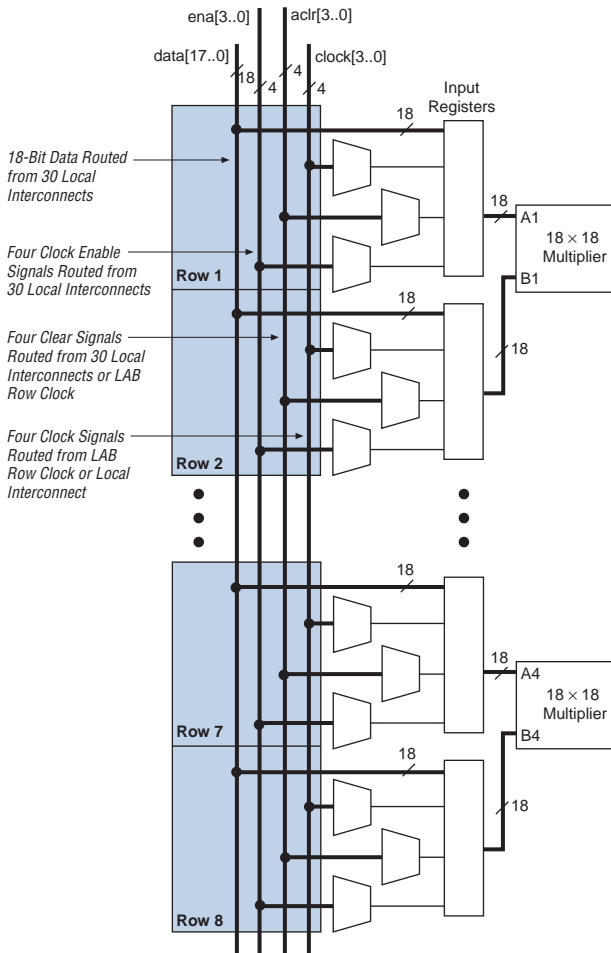 ena[3..0]
aclr[3..0]
data[17..0]
clock[3..0]
18
4
4
4
Input
Registers
18-Bit Data Routed
from 30 Local
Interconnects
18
18
A1
18 × 18
Multiplier
B1
Four Clock Enable
Signals Routed from
30 Local Interconnects
Row 1
18
18
Four Clear Signals
Routed from 30 Local
Interconnects or LAB
Row Clock
Four Clock Signals
Routed from LAB
Row Clock or Local
Interconnect
Row 2
18
18
A4
18 × 18
Multiplier
B4
Row 7
18
18
Row 8